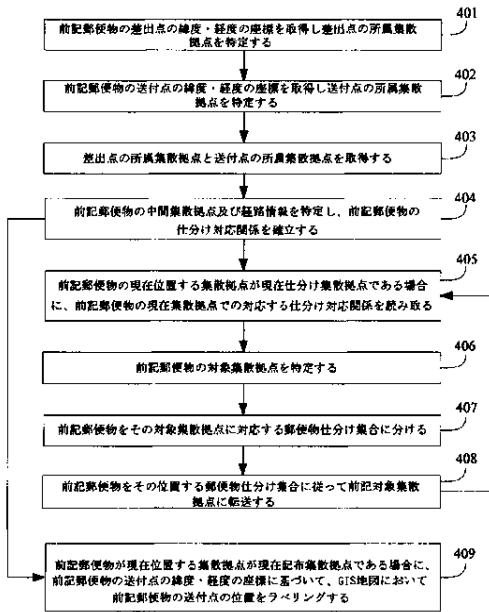 401
前記郵便物の差出点の緯度・経度の座標を取得し差出点の所属集散
拠点を特定する
402
前記郵便物の送付点の緯度・経度の座標を取得し送付点の所属集散
拠点を特定する
403
差出点の所属集散拠点と送付点の所属集散拠点を取得する
404
前記郵便物の中間集散拠点及び経路情報を特定し、前記郵便物の
仕分け対応関係を確立する
405
前記郵便物の現在位置する集散拠点が現在仕分け集散拠点である場合
に、前記郵便物の現在集散拠点での対応する仕分け対応関係を読み取る
406
前記郵便物の対象集散拠点を特定する
407
前記郵便物をその対象集散拠点に対応する郵便物仕分け集合に分ける
408
前記郵便物をその位置する郵便物仕分け集合に従って前記対象集散
拠点に転送する
409
前記郵便物が現在位置する集散拠点が現在配布集散拠点である場合に、
前記郵便物の送付点の緯度・経度の座標に基づいて、GIS地図において
前記郵便物の送付点の位置をラベリングする